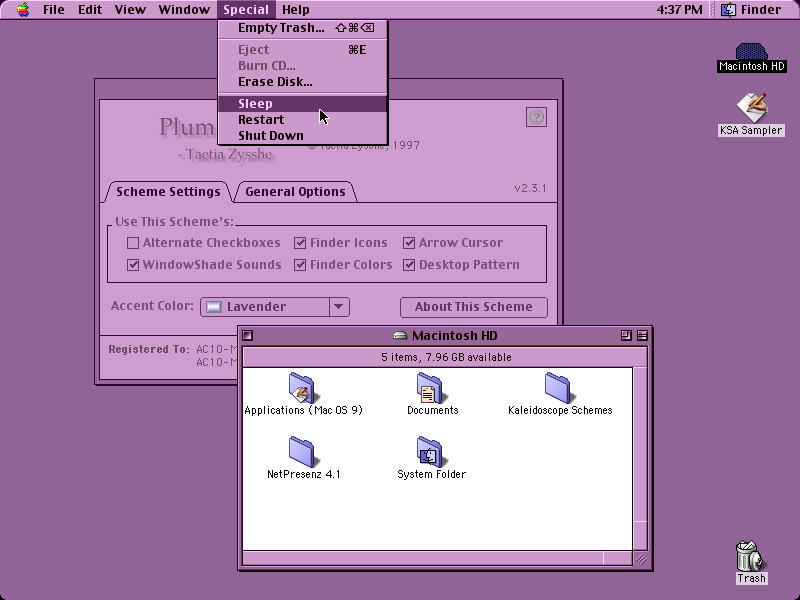 File Edit View Window Special Help 4:37 PM Finder
Empty Trash... ⇧⌘⌫
Eject ⌘E
Burn CD...
Erase Disk...
Sleep
Restart
Shut Down
Macintosh HD
KSA Sampler
Plum
- Taetia Zysshe
© Taetia Zysshe, 1997
?
Scheme Settings General Options v2.3.1
Use This Scheme's:
Alternate Checkboxes Finder Icons Arrow Cursor
WindowShade Sounds Finder Colors Desktop Pattern
Accent Color: Lavender About This Scheme
Registered To: AC10-M
AC10-M
Macintosh HD
5 items, 7.96 GB available
Applications (Mac OS 9) Documents Kaleidoscope Schemes
NetPresenz 4.1 System Folder
Trash